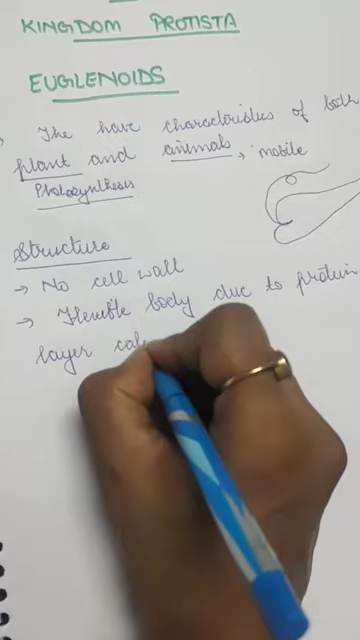 KINGDOM PROTISTA
EUGLENOIDS
The have characteristics of both
plant and animals → mobile
Photosynthesis
Structure
→ No cell wall
→ Flexible body due to protein
layer cal